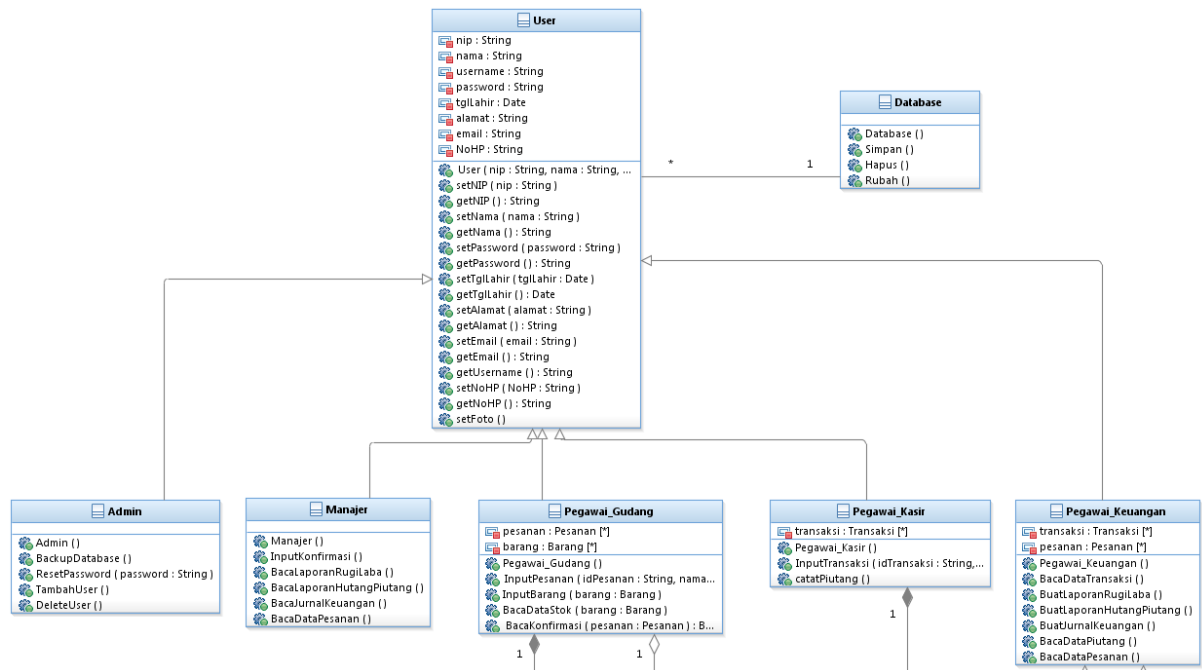 User
nip : String
nama : String
username : String
password : String
tglLahir : Date
alamat : String
email : String
NoHP : String
User ( nip : String, nama : String, ...
setNIP ( nip : String )
getNIP ( ) : String
setNama ( nama : String )
getNama ( ) : String
setPassword ( password : String )
getPassword ( ) : String
setTglLahir ( tglLahir : Date )
getTglLahir ( ) : Date
setAlamat ( alamat : String )
getAlamat ( ) : String
setEmail ( email : String )
getEmail ( ) : String
getUsername ( ) : String
setNoHP ( NoHP : String )
getNoHP ( ) : String
setFoto ( )
* 1
Database
Database ( )
Simpan ( )
Hapus ( )
Rubah ( )
Admin
Admin ( )
BackupDatabase ( )
ResetPassword ( password : String )
TambahUser ( )
DeleteUser ( )
Manajer
Manajer ( )
InputKonfirmasi ( )
BacaLaporanRugiLaba ( )
BacaLaporanHutangPiutang ( )
BacaJurnalKeuangan ( )
BacaDataPesanan ( )
Pegawai_Gudang
pesanan : Pesanan [*]
barang : Barang [*]
Pegawai_Gudang ( )
InputPesanan ( idPesanan : String, nama...
InputBarang ( barang : Barang )
BacaDataStok ( barang : Barang )
BacaKonfirmasi ( pesanan : Pesanan ) : B...
1 1
Pegawai_Kasir
transaksi : Transaksi [*]
Pegawai_Kasir ( )
InputTransaksi ( idTransaksi : String,...
catatPiutang ( )
1
Pegawai_Keuangan
transaksi : Transaksi [*]
pesanan : Pesanan [*]
Pegawai_Keuangan ( )
BacaDataTransaksi ( )
BuatLaporanRugiLaba ( )
BuatLaporanHutangPiutang ( )
BuatJurnalKeuangan ( )
BacaDataPiutang ( )
BacaDataPesanan ( )